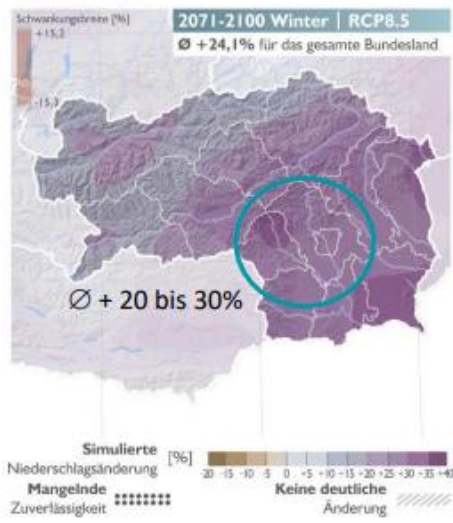 Schwankungsbreite [%]
+15,2
-15,3
2071-2100 Winter | RCP8.5
Ø +24,1% für das gesamte Bundesland
Ø + 20 bis 30%
Simulierte
Niederschlagsänderung
[%]
-20 -15 -10 -5 0 +5 +10 +15 +20 +25 +30 +35 +40
Mangelnde
Zuverlässigkeit
Keine deutliche
Änderung